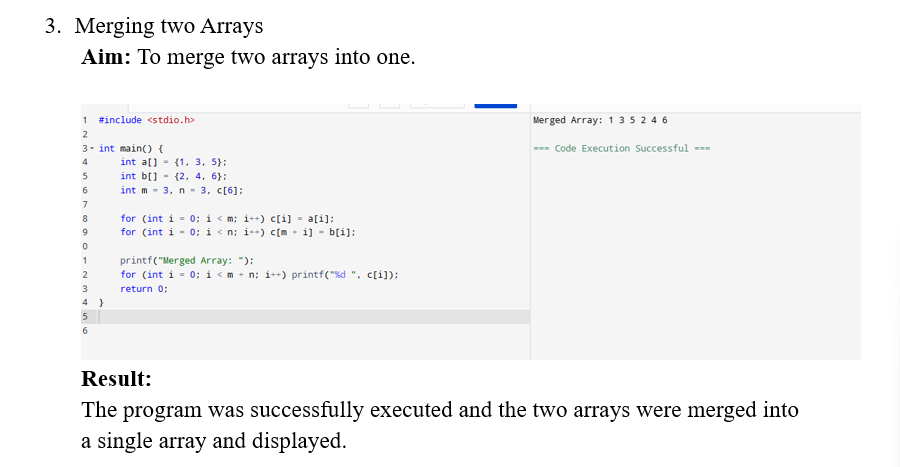 3. Merging two Arrays
Aim: To merge two arrays into one.
1 #include <stdio.h>
2
3 int main() {
4 int a[] = {1, 3, 5};
5 int b[] = {2, 4, 6};
6 int m = 3, n = 3, c[6];
7
8 for (int i = 0; i < m; i++) c[i] = a[i];
9 for (int i = 0; i < n; i++) c[m + i] = b[i];
0
1 printf("Merged Array: ");
2 for (int i = 0; i < m + n; i++) printf("%d ", c[i]);
3 return 0;
4 }
5
6
Merged Array: 1 3 5 2 4 6
=== Code Execution Successful ===
Result:
The program was successfully executed and the two arrays were merged into
a single array and displayed.